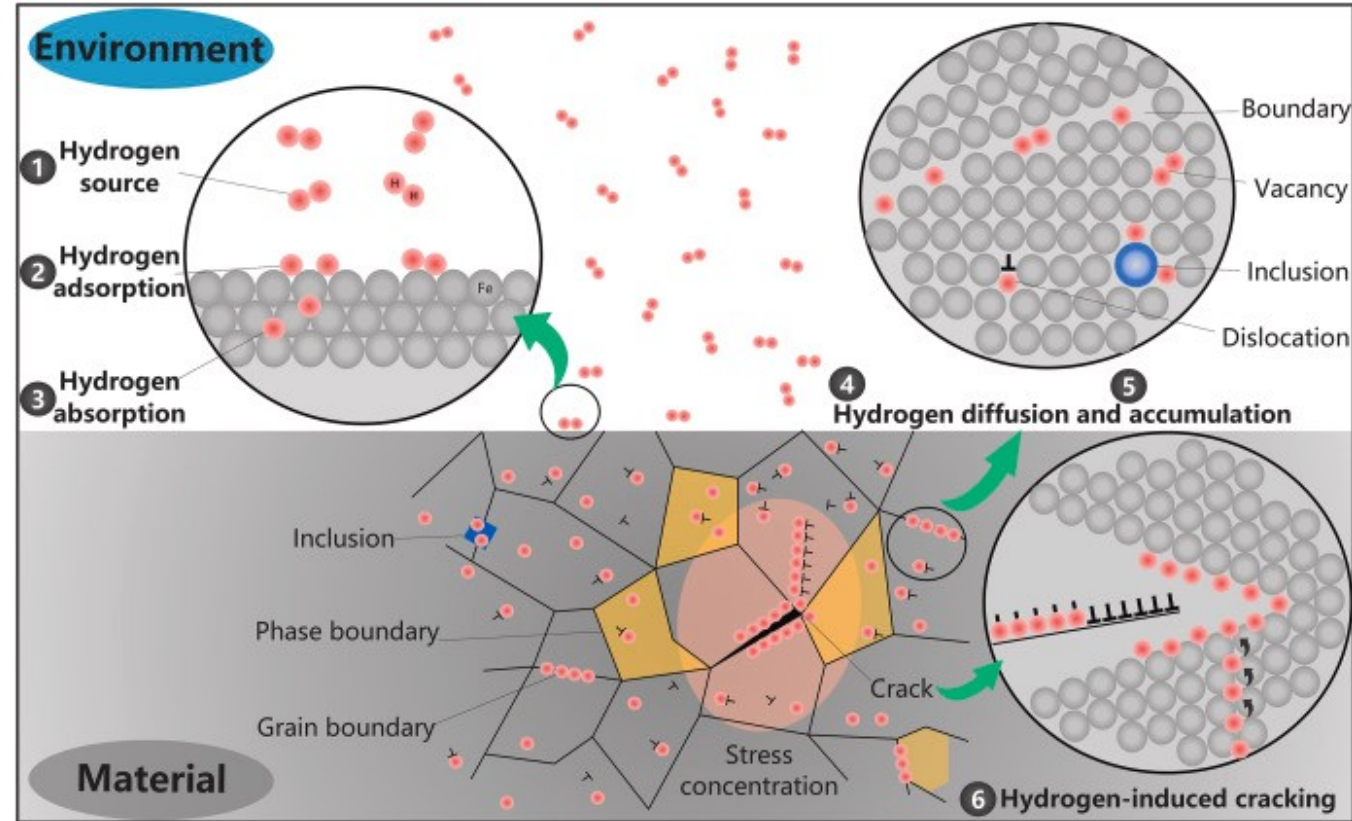 Environment
1 Hydrogen
source
2 Hydrogen
adsorption
3 Hydrogen
absorption
H
H
Fe
Boundary
Vacancy
Inclusion
Dislocation
4
5
Hydrogen diffusion and accumulation
Inclusion
Phase boundary
Grain boundary
Crack
Stress
concentration
Material
6 Hydrogen-induced cracking